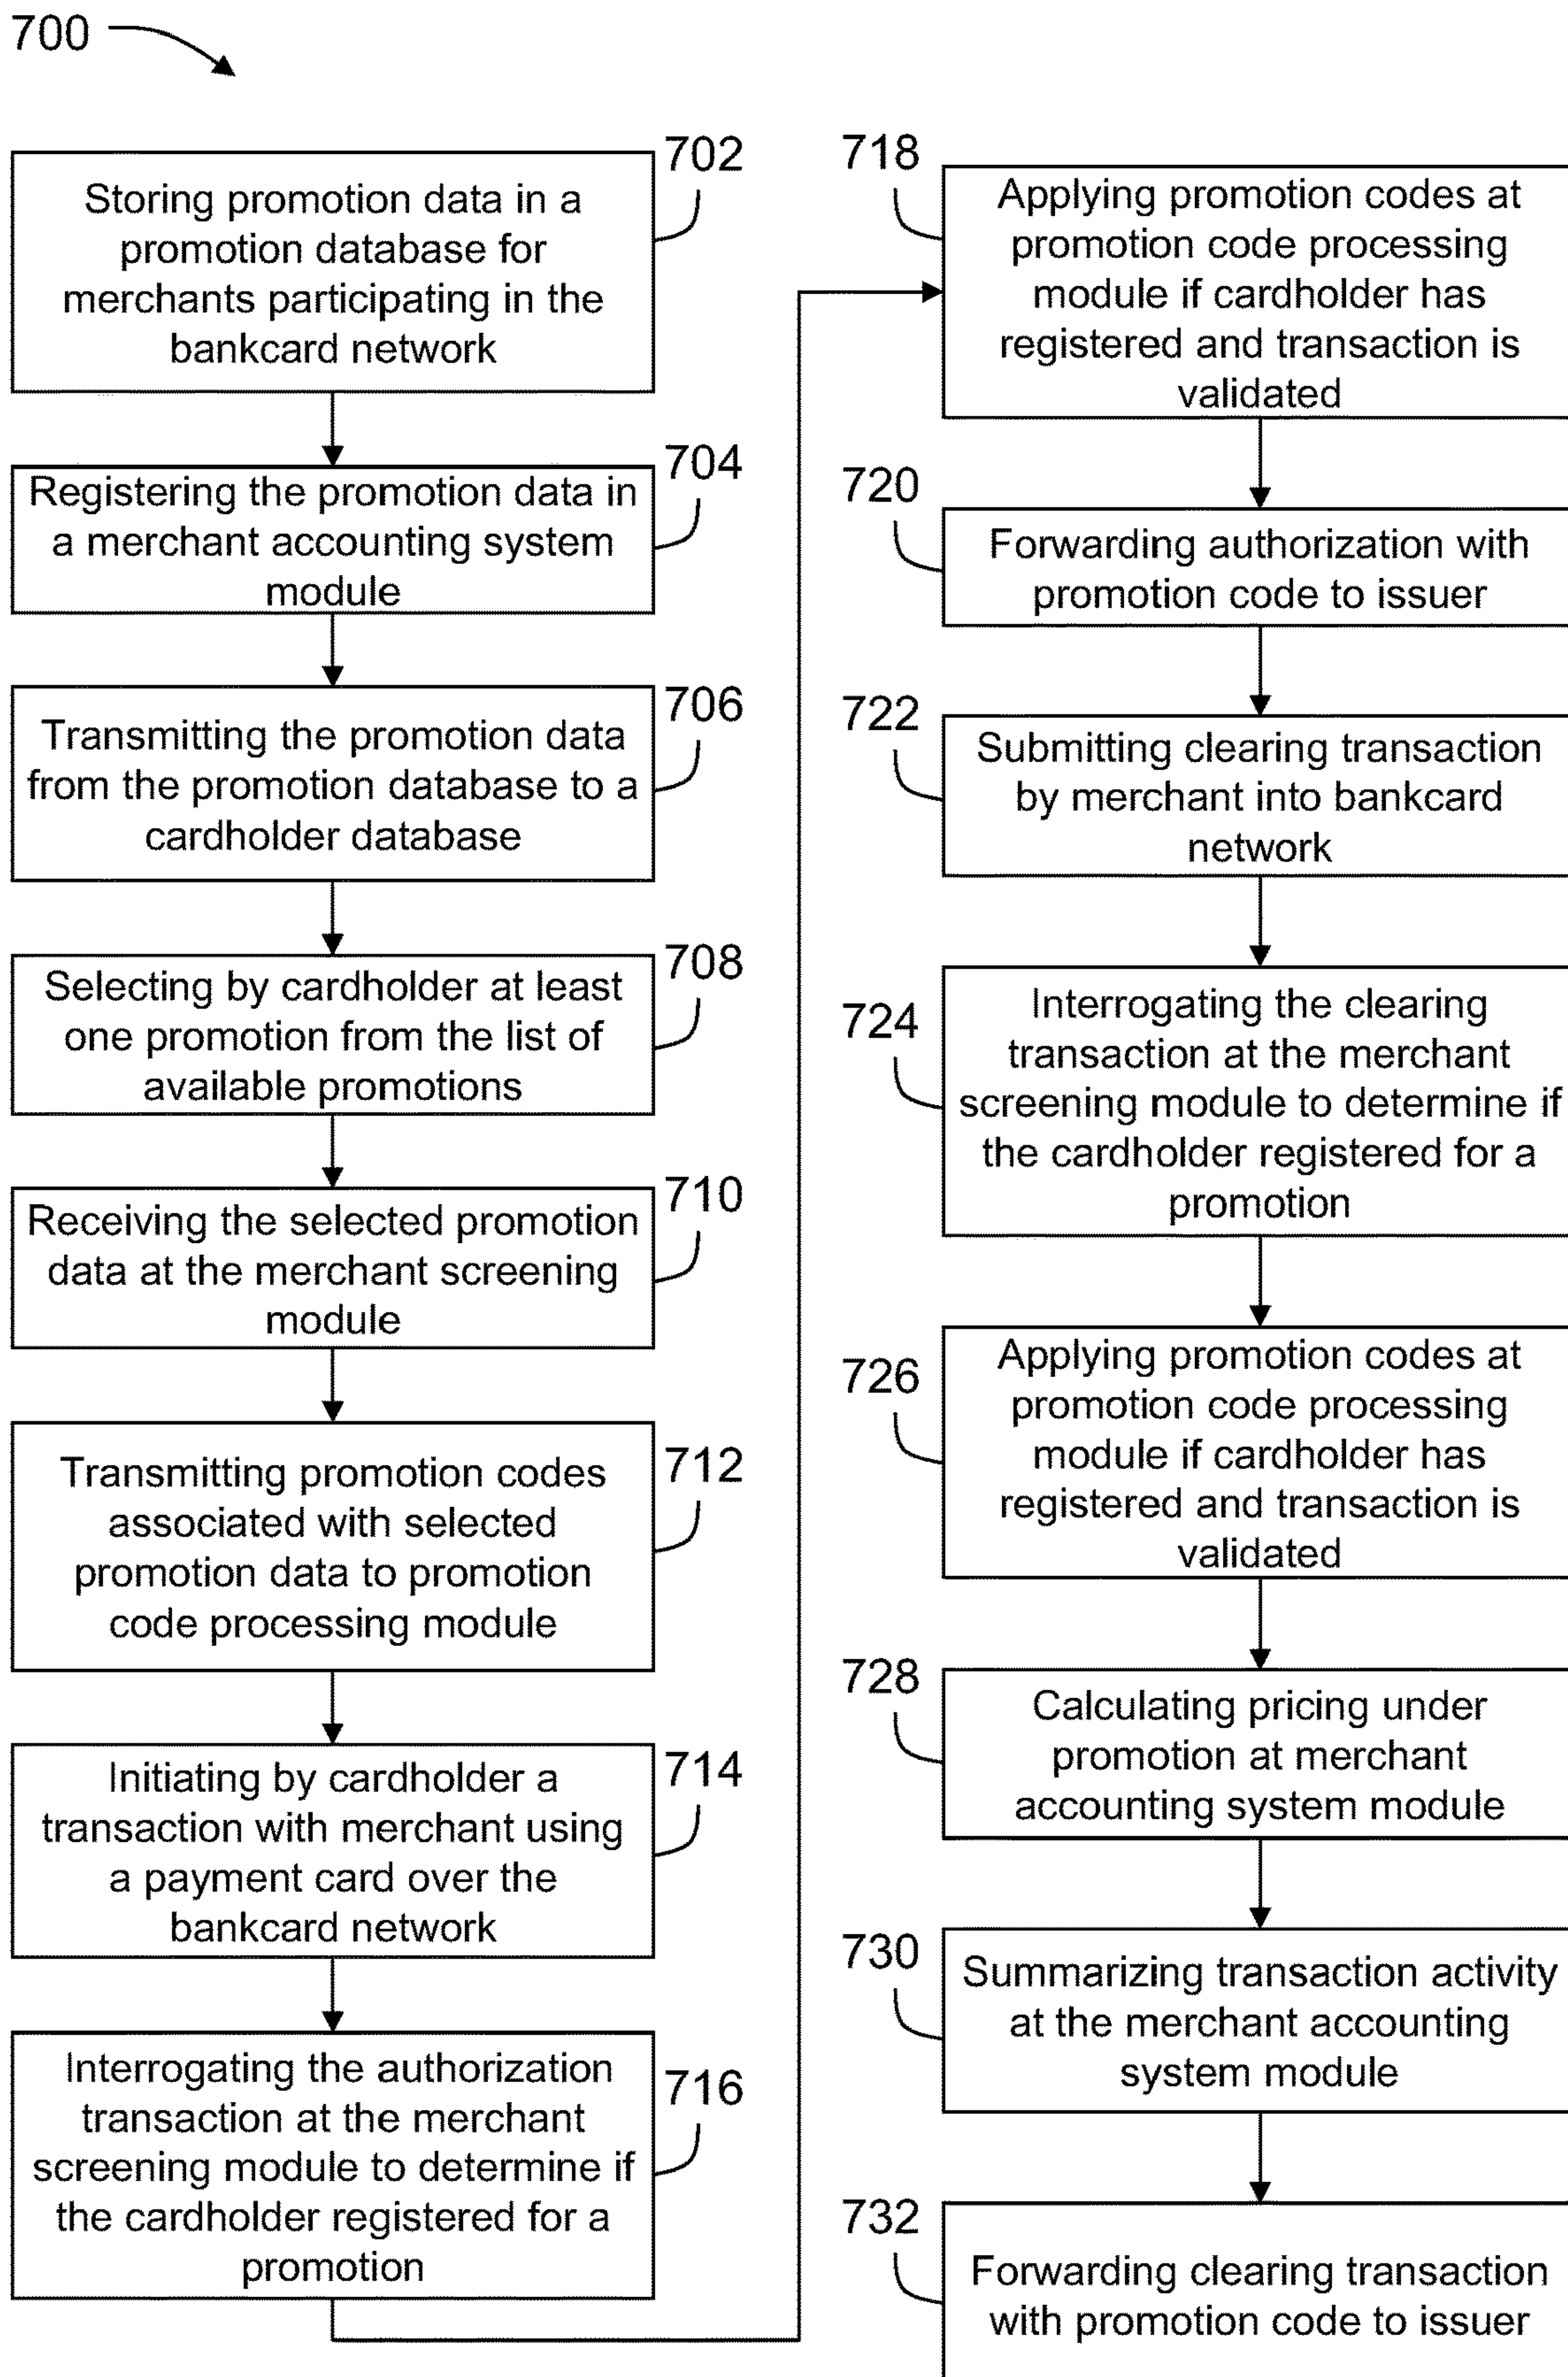 700
702
Storing promotion data in a
promotion database for
merchants participating in the
bankcard network
704
Registering the promotion data in
a merchant accounting system
module
706
Transmitting the promotion data
from the promotion database to a
cardholder database
708
Selecting by cardholder at least
one promotion from the list of
available promotions
710
Receiving the selected promotion
data at the merchant screening
module
712
Transmitting promotion codes
associated with selected
promotion data to promotion
code processing module
714
Initiating by cardholder a
transaction with merchant using
a payment card over the
bankcard network
716
Interrogating the authorization
transaction at the merchant
screening module to determine if
the cardholder registered for a
promotion
718
Applying promotion codes at
promotion code processing
module if cardholder has
registered and transaction is
validated
720
Forwarding authorization with
promotion code to issuer
722
Submitting clearing transaction
by merchant into bankcard
network
724
Interrogating the clearing
transaction at the merchant
screening module to determine if
the cardholder registered for a
promotion
726
Applying promotion codes at
promotion code processing
module if cardholder has
registered and transaction is
validated
728
Calculating pricing under
promotion at merchant
accounting system module
730
Summarizing transaction activity
at the merchant accounting
system module
732
Forwarding clearing transaction
with promotion code to issuer